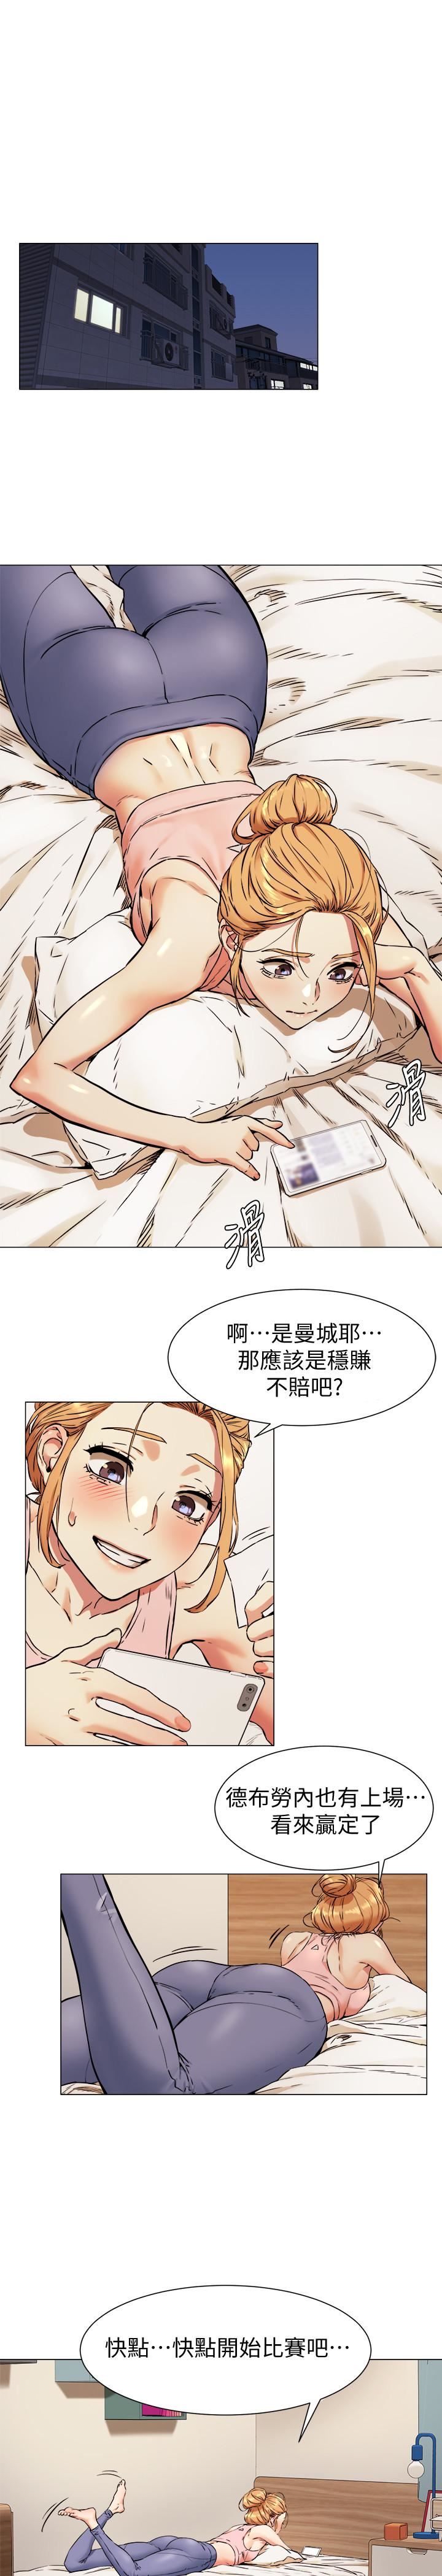 滑
滑
啊⋯是曼城耶⋯
那應該是穩賺
不賠吧?
德布勞內也有上場⋯
看來贏定了
快點⋯快點開始比賽吧⋯